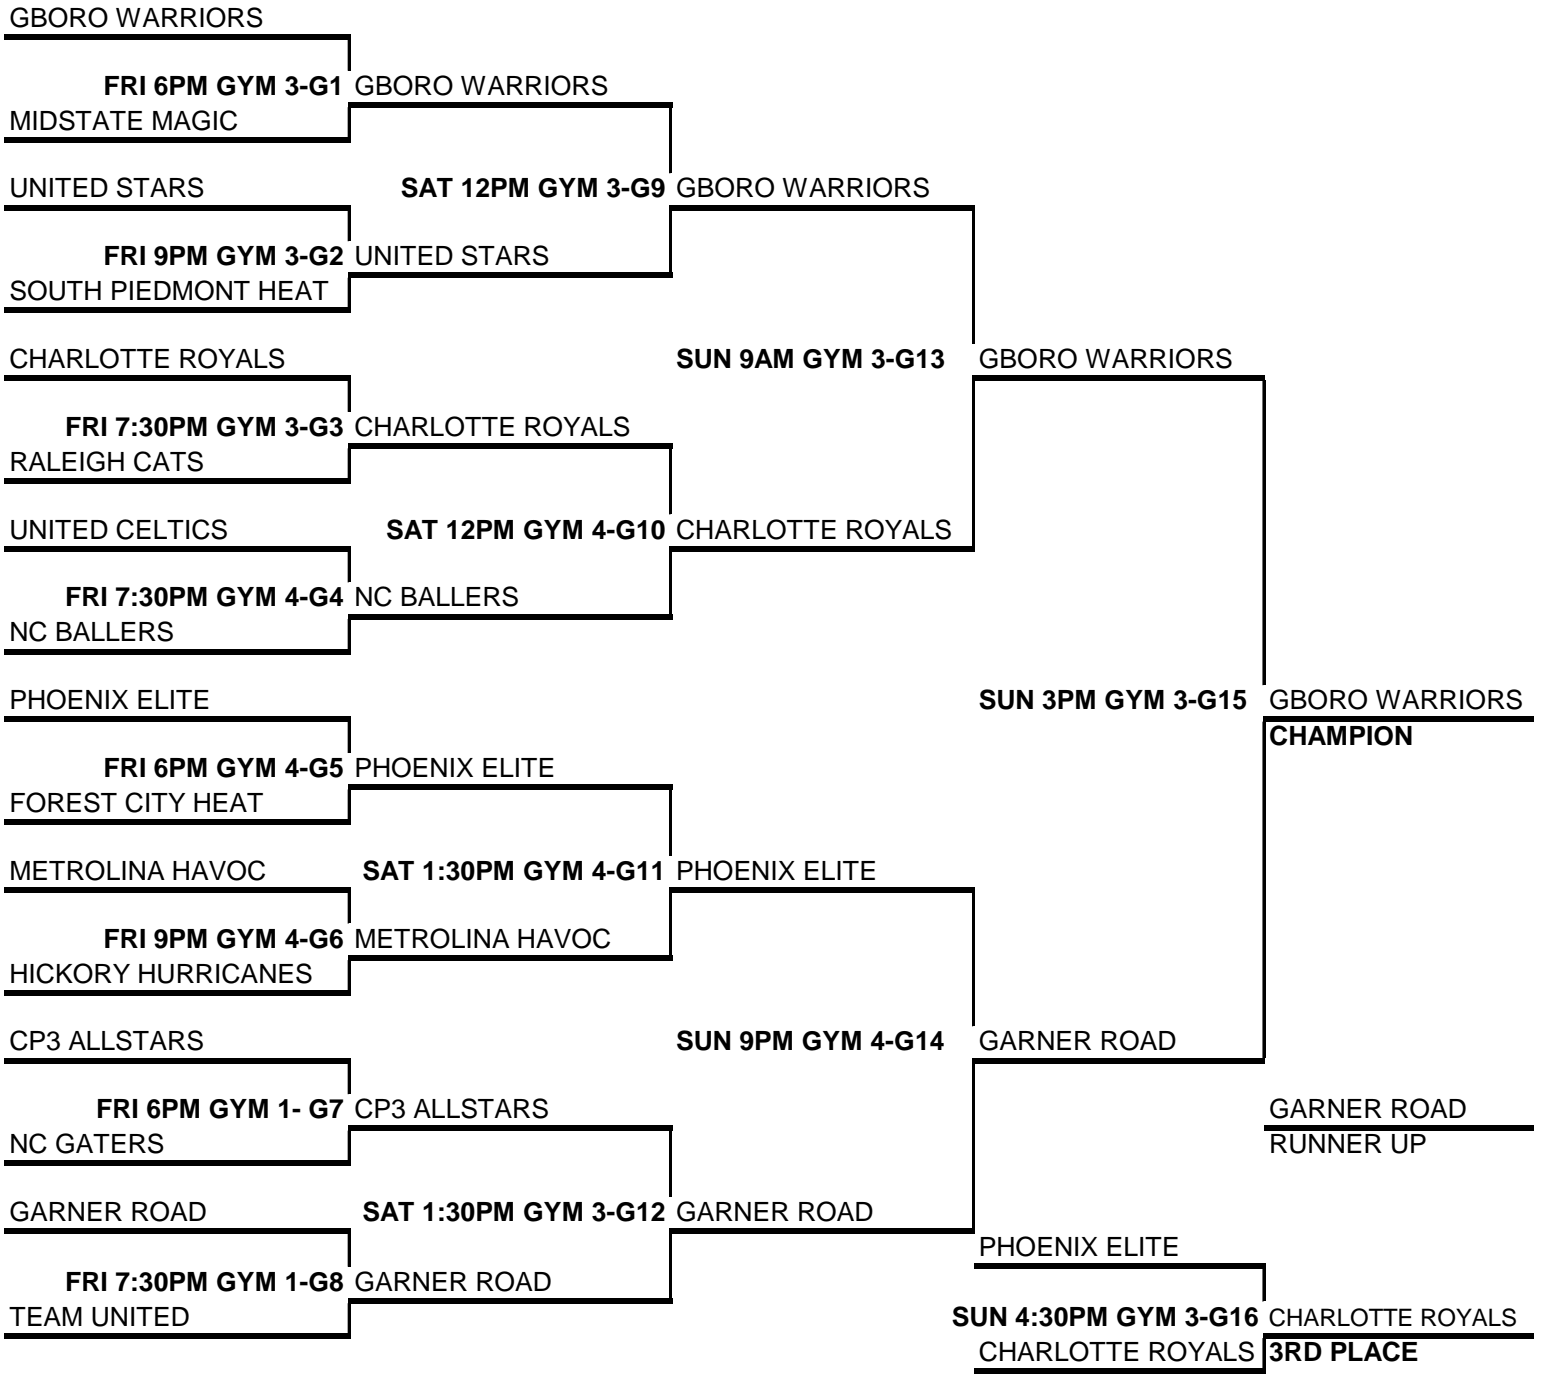 GBORO WARRIORS
FRI 6PM GYM 3-G1 GBORO WARRIORS
MIDSTATE MAGIC
UNITED STARS SAT 12PM GYM 3-G9 GBORO WARRIORS
FRI 9PM GYM 3-G2 UNITED STARS
SOUTH PIEDMONT HEAT
CHARLOTTE ROYALS SUN 9AM GYM 3-G13 GBORO WARRIORS
FRI 7:30PM GYM 3-G3 CHARLOTTE ROYALS
RALEIGH CATS
UNITED CELTICS SAT 12PM GYM 4-G10 CHARLOTTE ROYALS
FRI 7:30PM GYM 4-G4 NC BALLERS
NC BALLERS
PHOENIX ELITE SUN 3PM GYM 3-G15 GBORO WARRIORS
CHAMPION
FRI 6PM GYM 4-G5 PHOENIX ELITE
FOREST CITY HEAT
METROLINA HAVOC SAT 1:30PM GYM 4-G11 PHOENIX ELITE
FRI 9PM GYM 4-G6 METROLINA HAVOC
HICKORY HURRICANES
CP3 ALLSTARS SUN 9PM GYM 4-G14 GARNER ROAD
FRI 6PM GYM 1- G7 CP3 ALLSTARS GARNER ROAD
NC GATERS RUNNER UP
GARNER ROAD SAT 1:30PM GYM 3-G12 GARNER ROAD
PHOENIX ELITE
FRI 7:30PM GYM 1-G8 GARNER ROAD
TEAM UNITED SUN 4:30PM GYM 3-G16 CHARLOTTE ROYALS
CHARLOTTE ROYALS 3RD PLACE